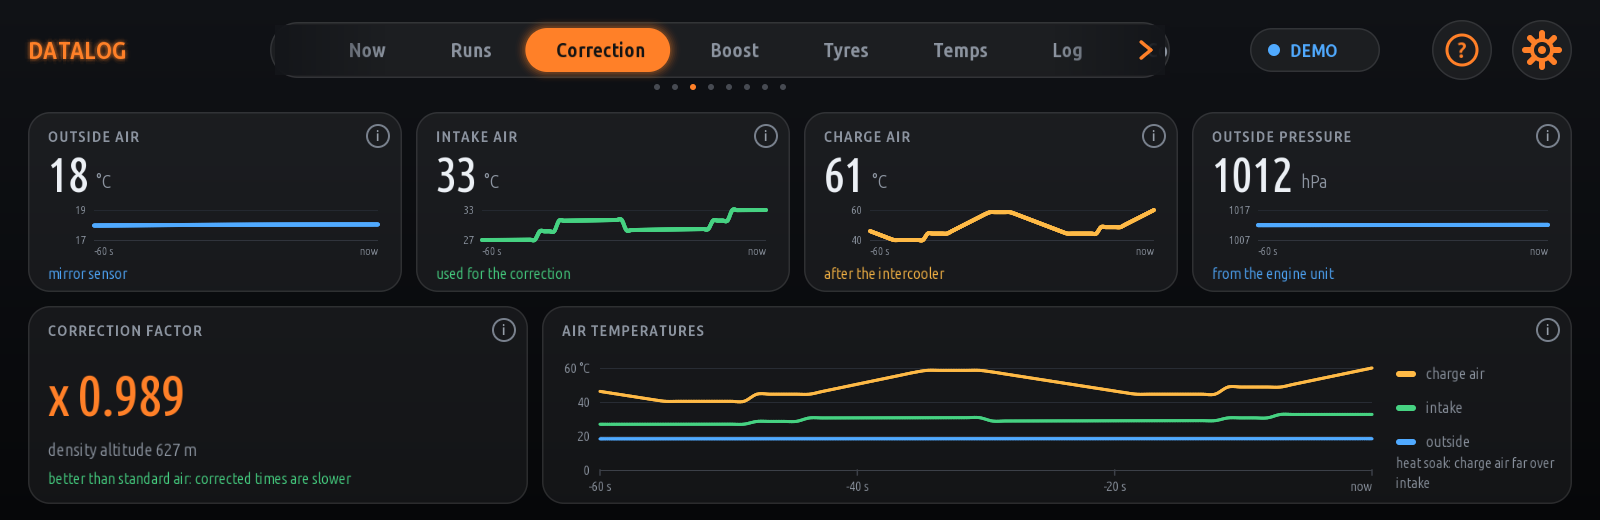 DATALOG
Now Runs Correction Boost Tyres Temps Log
DEMO
?
OUTSIDE AIR
i
18 °C
19
17
-60 s now
mirror sensor
INTAKE AIR
i
33 °C
33
27
-60 s now
used for the correction
CHARGE AIR
i
61 °C
60
40
-60 s now
after the intercooler
OUTSIDE PRESSURE
i
1012 hPa
1017
1007
-60 s now
from the engine unit
CORRECTION FACTOR
i
x 0.989
density altitude 627 m
better than standard air: corrected times are slower
AIR TEMPERATURES
i
60 °C
40
20
0
-60 s -40 s -20 s now
charge air
intake
outside
heat soak: charge air far over
intake